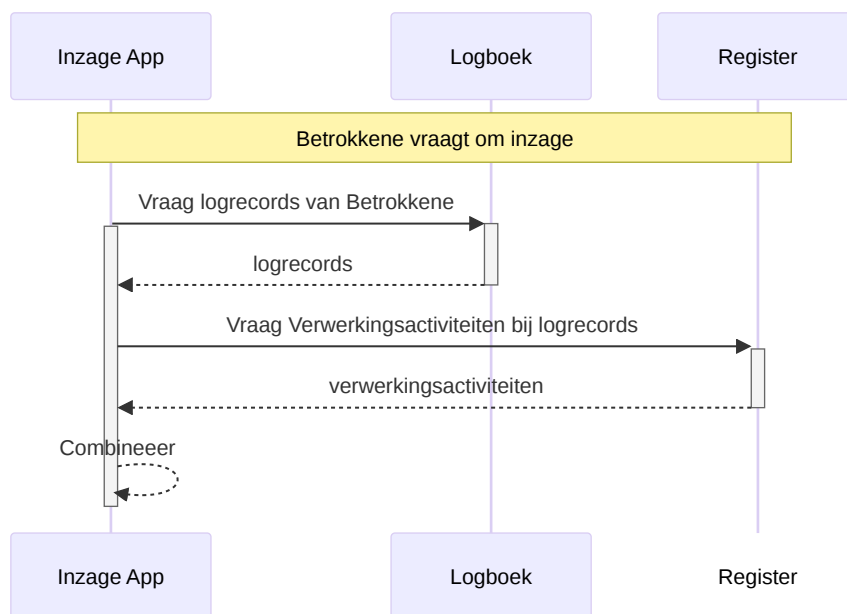 Inzage App
Logboek
Register
Betrokkene vraagt om inzage
Vraag logrecords van Betrokkene
logrecords
Vraag Verwerkingsactiviteiten bij logrecords
verwerkingsactiviteiten
Combineeer
Inzage App
Logboek
Register